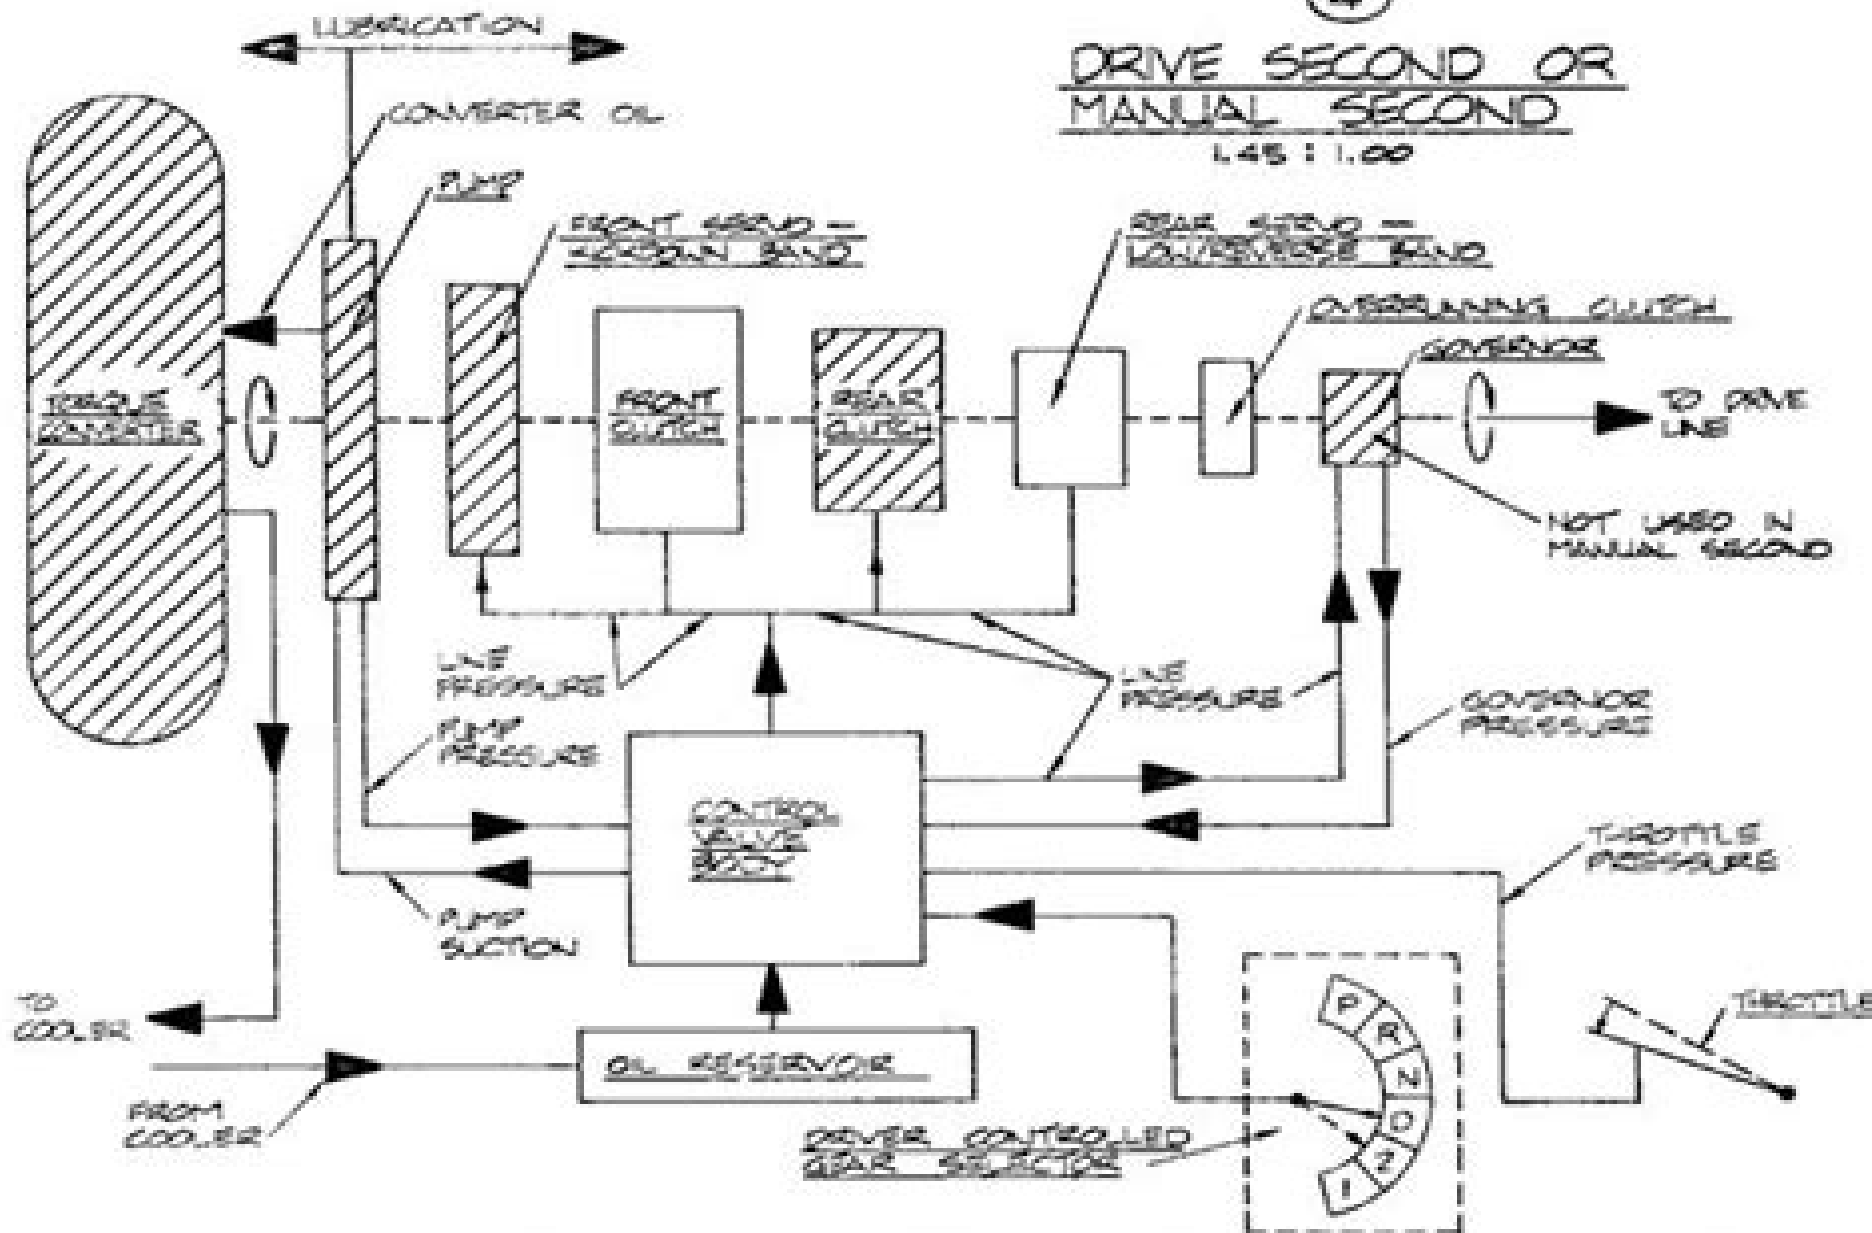 4
LUBRICATION
DRIVE SECOND OR
MANUAL SECOND
1.45 : 1.00
CONVERTER OIL
PUMP
FRONT SERVO –
KICKDOWN BAND
REAR SERVO –
LOW/REVERSE BAND
OVERRUNNING CLUTCH
GOVERNOR
TORQUE
CONVERTER
FRONT
CLUTCH
REAR
CLUTCH
TO DRIVE
LINE
NOT USED IN
MANUAL SECOND
LINE
PRESSURE
LINE
PRESSURE
GOVERNOR
PRESSURE
PUMP
PRESSURE
CONTROL
VALVE
BODY
THROTTLE
PRESSURE
PUMP
SUCTION
TO
COOLER
OIL RESERVOIR
FROM
COOLER
DRIVER CONTROLLED
GEAR SELECTOR
P
R
N
D
2
1
THROTTLE